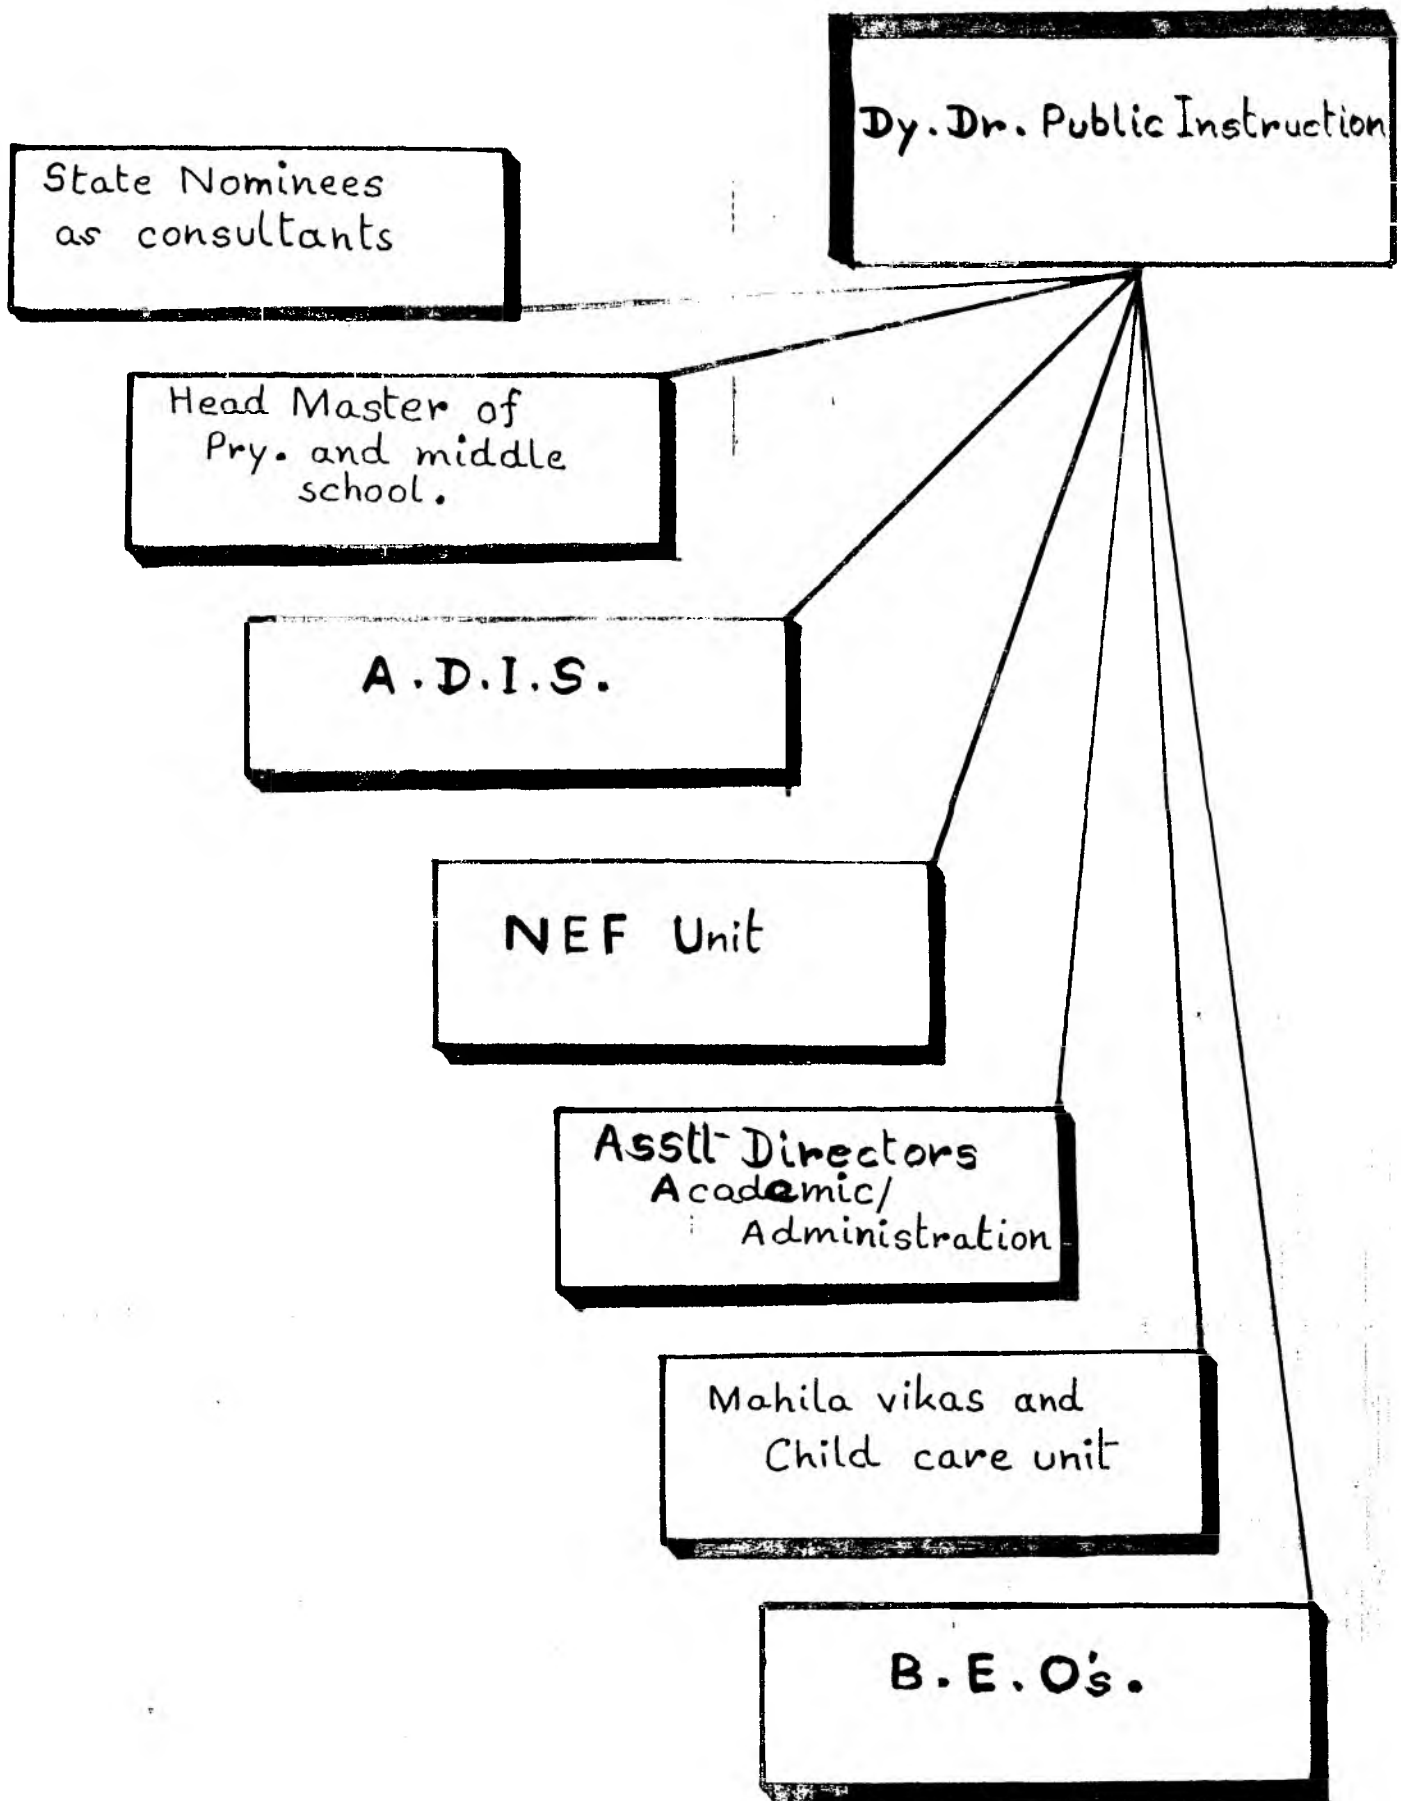 Dy. Dr. Public Instruction
State Nominees
as consultants
Head Master of
Pry. and middle
school.
A.D.I.S.
NEF Unit
Asstt Directors
Academic/
Administration
Mahila vikas and
Child care unit
B.E.O's.